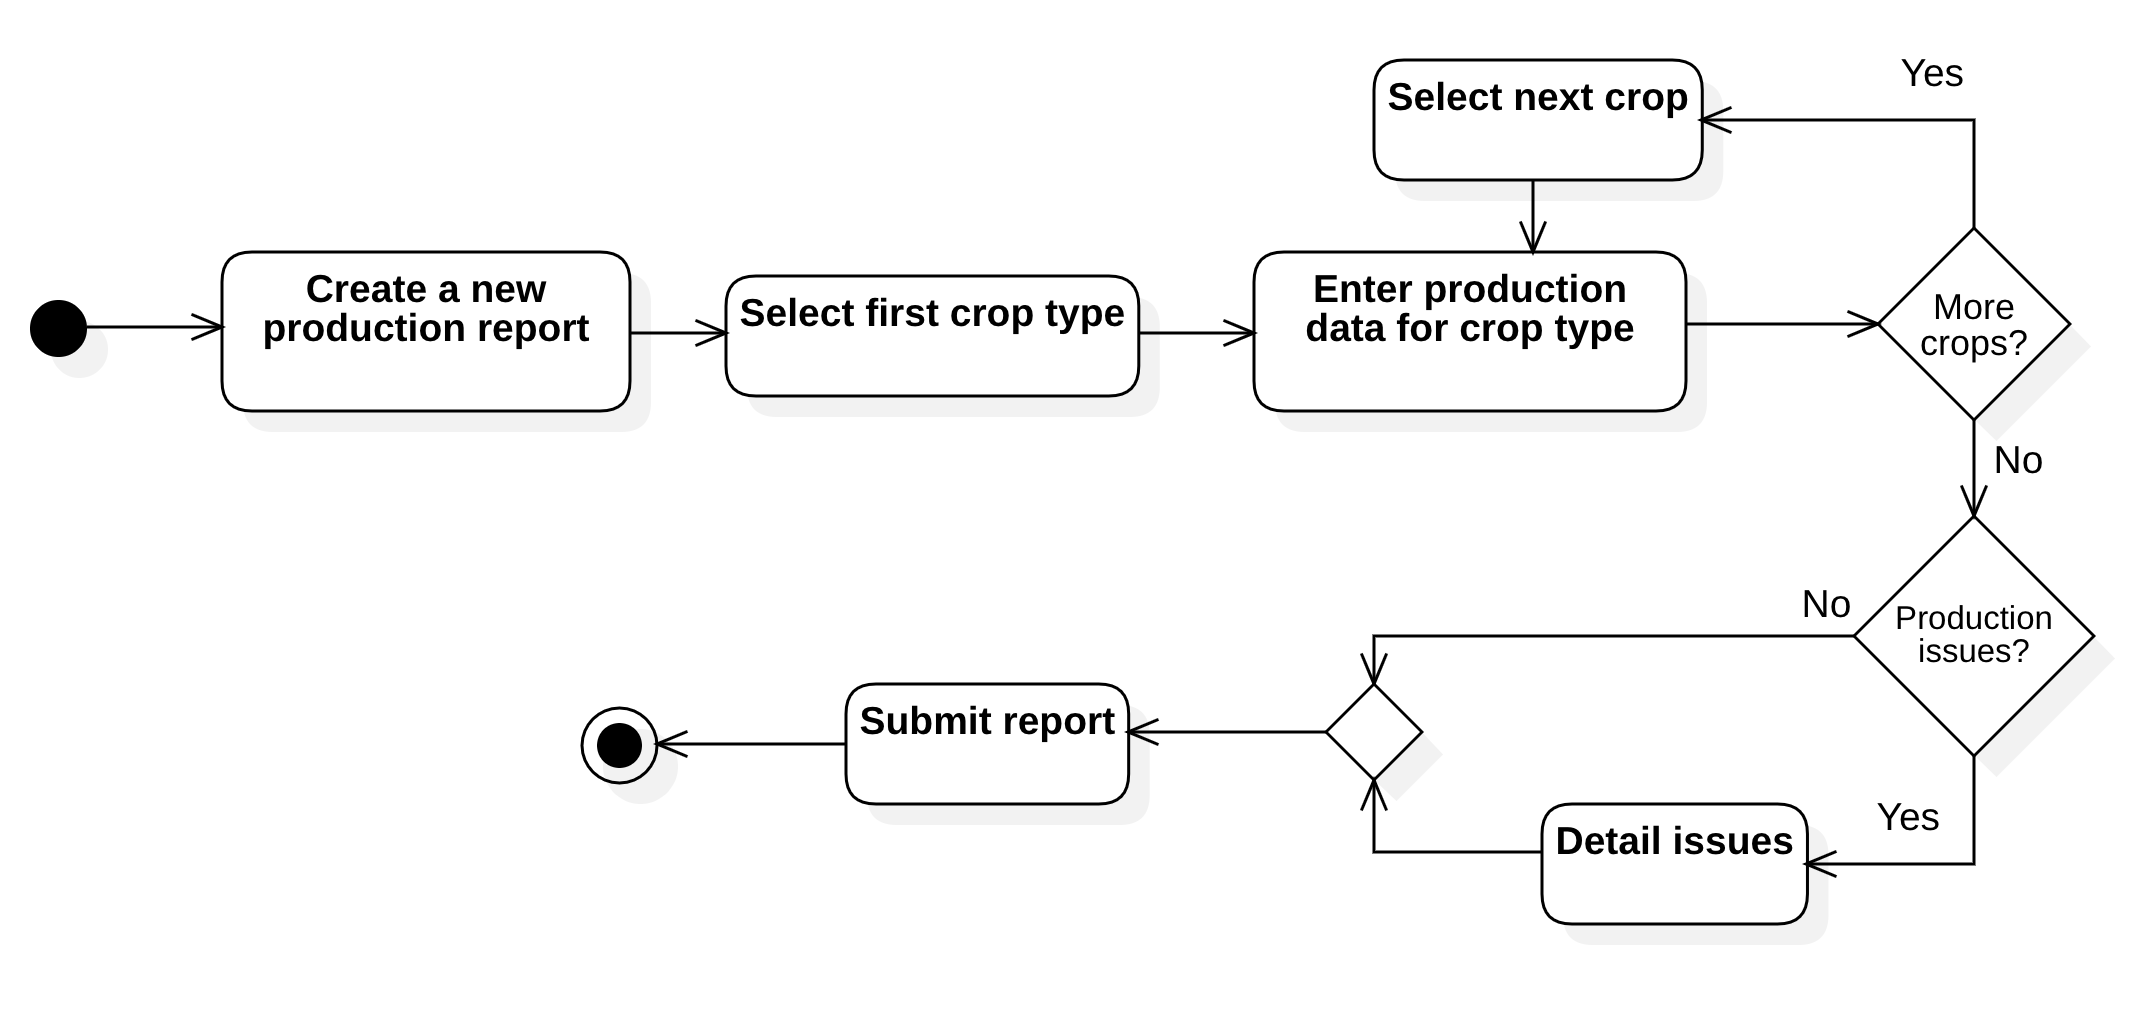 Yes
Select next crop
Create a new
production report
Select first crop type
Enter production
data for crop type
More
crops?
No
No
Production
issues?
Submit report
Yes
Detail issues